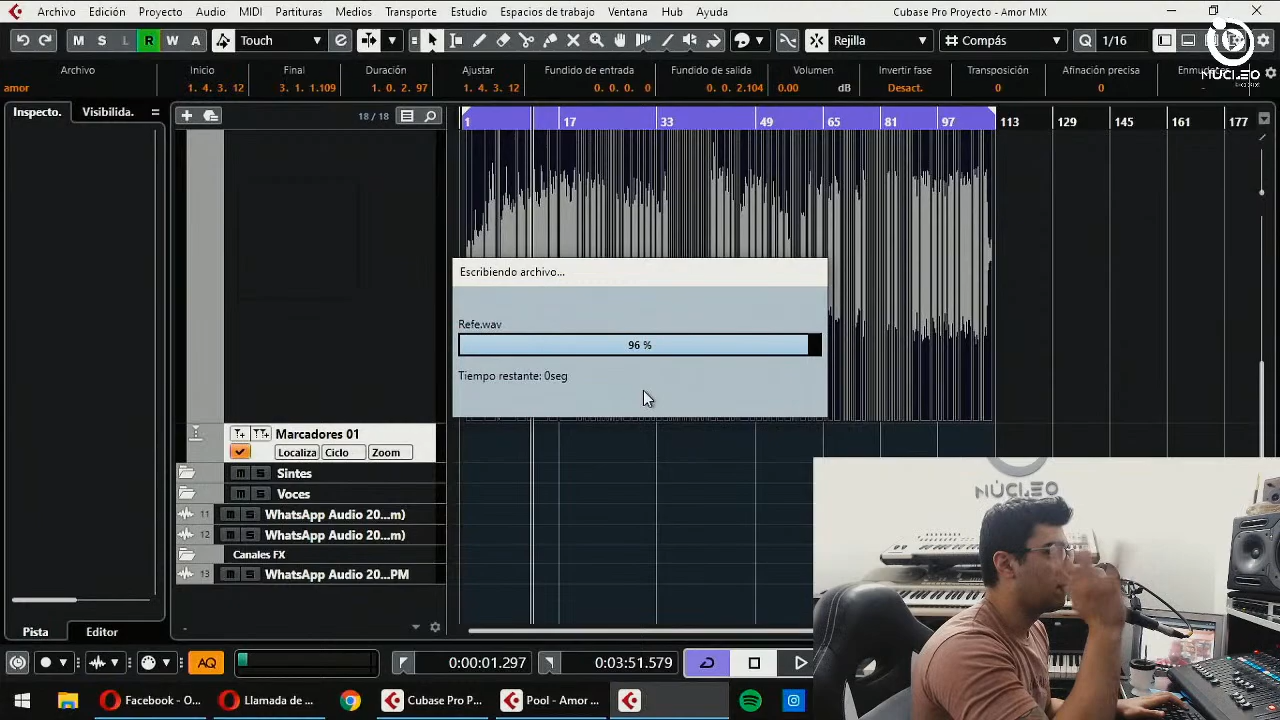 Archivo Edición Proyecto Audio MIDI Partituras Medios Transporte Estudio Espacios de trabajo Ventana Hub Ayuda Cubase Pro Proyecto - Amor MIX
M S L R W A Touch Rejilla Compás Q 1/16
Archivo Inicio Final Duración Ajustar Fundido de entrada Fundido de salida Volumen Invertir fase Transposición Afinación precisa
amor 1. 4. 3. 12 3. 1. 1.109 1. 0. 2. 97 1. 4. 3. 12 0. 0. 0. 0 0. 0. 2.104 0.00 dB Desact. 0 0
NÚCLEO
Inspecto. Visibilida. 18 / 18
1 17 33 49 65 81 97 113 129 145 161 177
Escribiendo archivo...
Refe.wav
96 %
Tiempo restante: 0seg
Marcadores 01
Localiza Ciclo Zoom
m S Sintes
m S Voces
11 m S WhatsApp Audio 20...m)
12 m S WhatsApp Audio 20...m)
Canales FX
13 m S WhatsApp Audio 20...PM
NÚCLEO
Pista Editor
AQ 0:00:01.297 0:03:51.579
Facebook - O... Llamada de ... Cubase Pro P... Pool - Amor ...